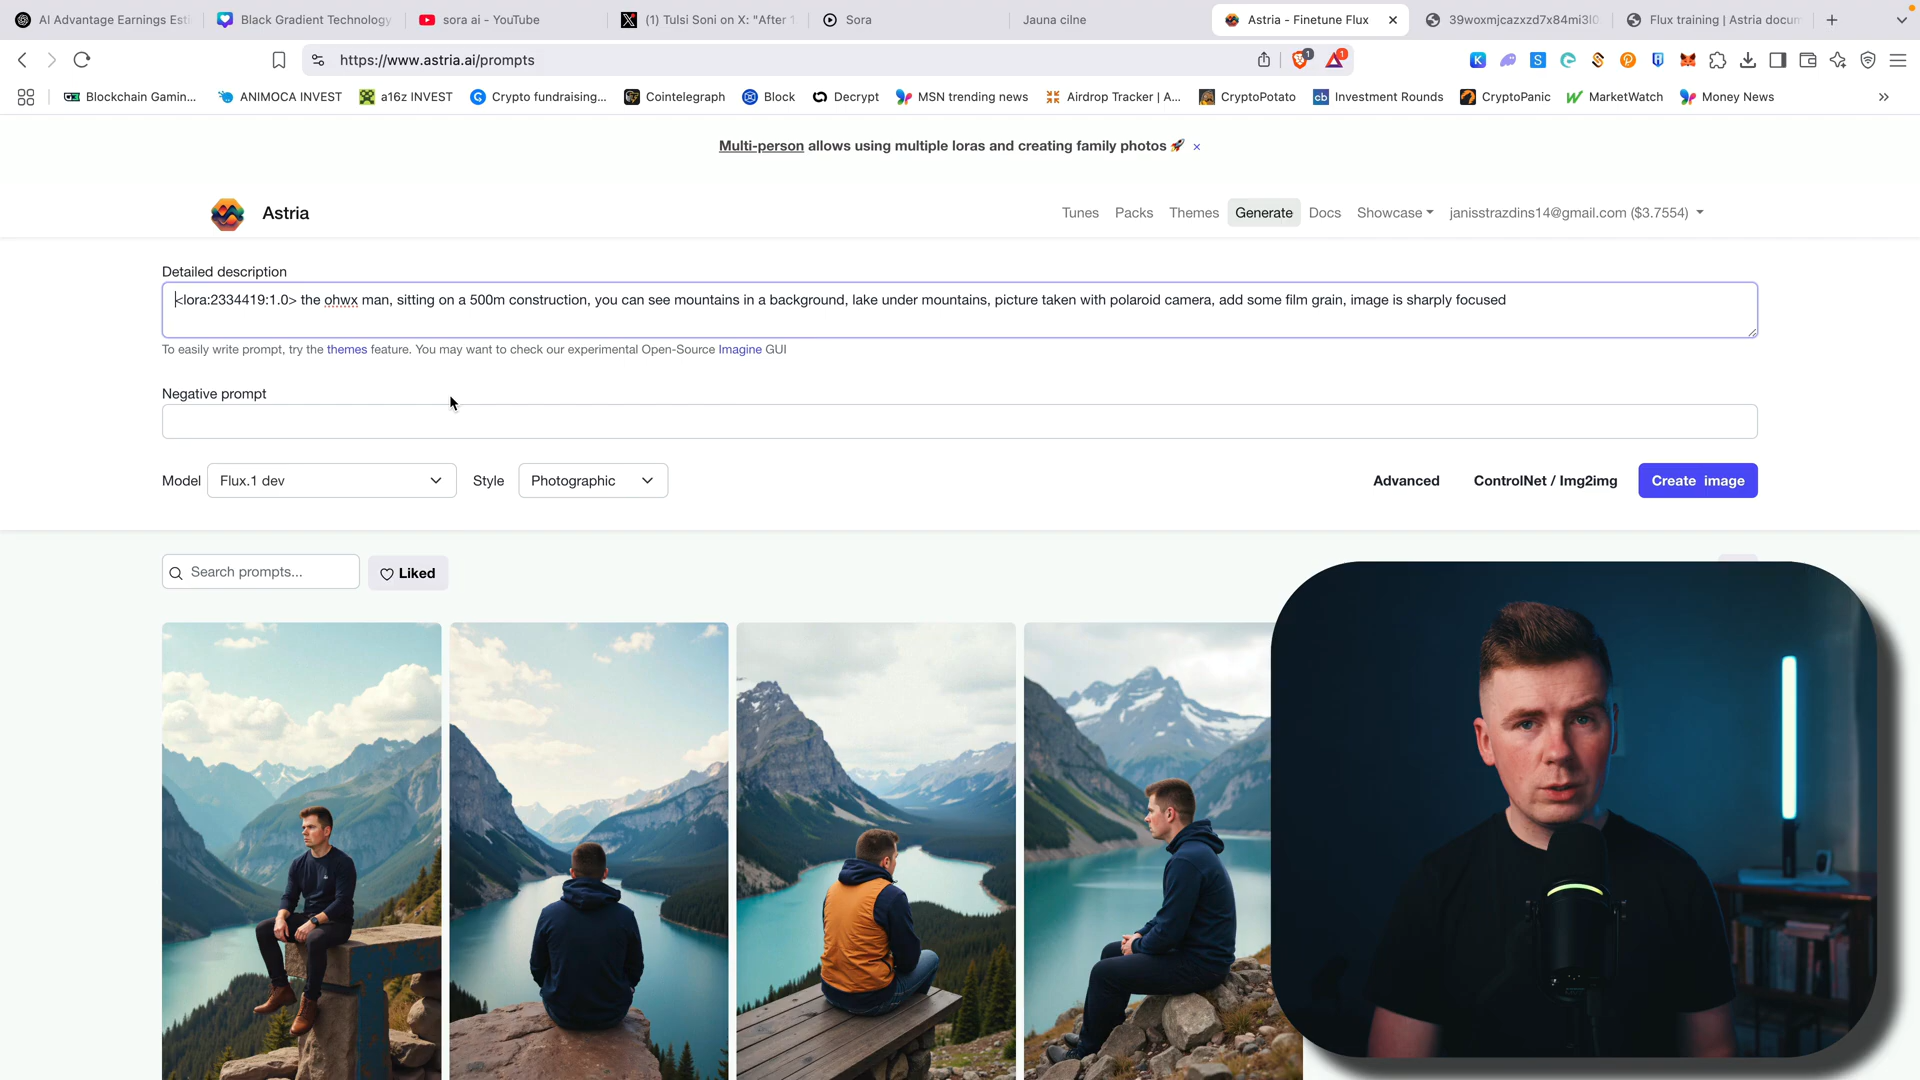 AI Advantage Earnings Esti
Black Gradient Technology
sora ai - YouTube
(1) Tulsi Soni on X: "After 1
Sora
Jauna cilne
Astria - Finetune Flux
39woxmjcazxzd7x84mi3l0
Flux training | Astria docum
https://www.astria.ai/prompts
1
1
Blockchain Gamin...
ANIMOCA INVEST
a16z INVEST
Crypto fundraising...
Cointelegraph
Block
Decrypt
MSN trending news
Airdrop Tracker | A...
CryptoPotato
Investment Rounds
CryptoPanic
MarketWatch
Money News
Multi-person allows using multiple loras and creating family photos 🚀 ×
Astria
Tunes
Packs
Themes
Generate
Docs
Showcase
janisstrazdins14@gmail.com ($3.7554)
Detailed description
<lora:2334419:1.0> the ohwx man, sitting on a 500m construction, you can see mountains in a background, lake under mountains, picture taken with polaroid camera, add some film grain, image is sharply focused
To easily write prompt, try the themes feature. You may want to check our experimental Open-Source Imagine GUI
Negative prompt
Model
Flux.1 dev
Style
Photographic
Advanced
ControlNet / Img2img
Create image
Search prompts...
Liked